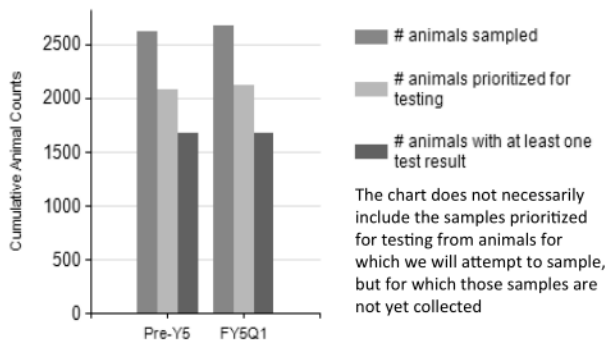 2500
2000
1500
1000
500
0
Cumulative Animal Counts
Pre-Y5
FY5Q1
# animals sampled
# animals prioritized for
testing
# animals with at least one
test result
The chart does not necessarily
include the samples prioritized
for testing from animals for
which we will attempt to sample,
but for which those samples are
not yet collected